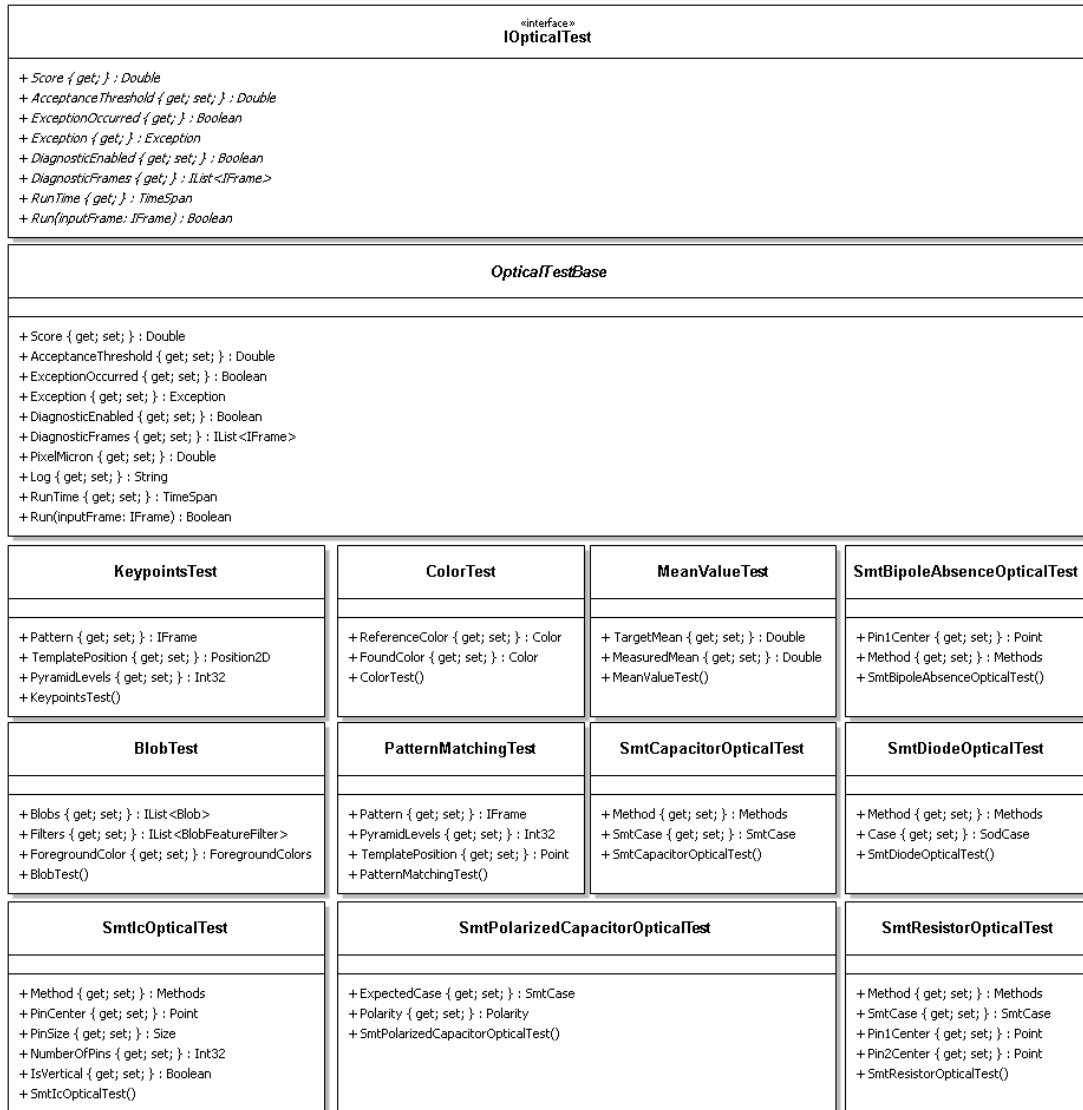 «interface»
IOpticalTest
+ Score { get; } : Double
+ AcceptanceThreshold { get; set; } : Double
+ ExceptionOccurred { get; } : Boolean
+ Exception { get; } : Exception
+ DiagnosticEnabled { get; set; } : Boolean
+ DiagnosticFrames { get; } : IList<IFrame>
+ RunTime { get; } : TimeSpan
+ Run(inputFrame: IFrame) : Boolean
OpticalTestBase
+ Score { get; set; } : Double
+ AcceptanceThreshold { get; set; } : Double
+ ExceptionOccurred { get; set; } : Boolean
+ Exception { get; set; } : Exception
+ DiagnosticEnabled { get; set; } : Boolean
+ DiagnosticFrames { get; set; } : IList<IFrame>
+ PixelMicron { get; set; } : Double
+ Log { get; set; } : String
+ RunTime { get; set; } : TimeSpan
+ Run(inputFrame: IFrame) : Boolean
KeypointsTest
+ Pattern { get; set; } : IFrame
+ TemplatePosition { get; set; } : Position2D
+ PyramidLevels { get; set; } : Int32
+ KeypointsTest()
ColorTest
+ ReferenceColor { get; set; } : Color
+ FoundColor { get; set; } : Color
+ ColorTest()
MeanValueTest
+ TargetMean { get; set; } : Double
+ MeasuredMean { get; set; } : Double
+ MeanValueTest()
SmtBipoleAbsenceOpticalTest
+ Pin1Center { get; set; } : Point
+ Method { get; set; } : Methods
+ SmtBipoleAbsenceOpticalTest()
BlobTest
+ Blobs { get; set; } : IList<Blob>
+ Filters { get; set; } : IList<BlobFeatureFilter>
+ ForegroundColor { get; set; } : ForegroundColors
+ BlobTest()
PatternMatchingTest
+ Pattern { get; set; } : IFrame
+ PyramidLevels { get; set; } : Int32
+ TemplatePosition { get; set; } : Point
+ PatternMatchingTest()
SmtCapacitorOpticalTest
+ Method { get; set; } : Methods
+ SmtCase { get; set; } : SmtCase
+ SmtCapacitorOpticalTest()
SmtDiodeOpticalTest
+ Method { get; set; } : Methods
+ Case { get; set; } : SodCase
+ SmtDiodeOpticalTest()
SmtIcOpticalTest
+ Method { get; set; } : Methods
+ PinCenter { get; set; } : Point
+ PinSize { get; set; } : Size
+ NumberOfPins { get; set; } : Int32
+ IsVertical { get; set; } : Boolean
+ SmtIcOpticalTest()
SmtPolarizedCapacitorOpticalTest
+ ExpectedCase { get; set; } : SmtCase
+ Polarity { get; set; } : Polarity
+ SmtPolarizedCapacitorOpticalTest()
SmtResistorOpticalTest
+ Method { get; set; } : Methods
+ SmtCase { get; set; } : SmtCase
+ Pin1Center { get; set; } : Point
+ Pin2Center { get; set; } : Point
+ SmtResistorOpticalTest()